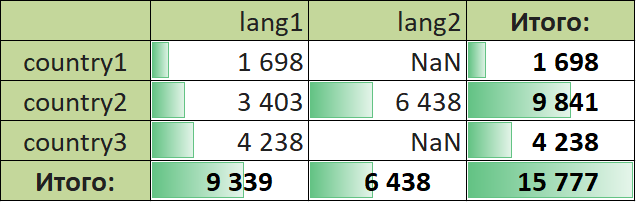 lang1 lang2 Итого:
country1 1 698 NaN 1 698
country2 3 403 6 438 9 841
country3 4 238 NaN 4 238
Итого: 9 339 6 438 15 777